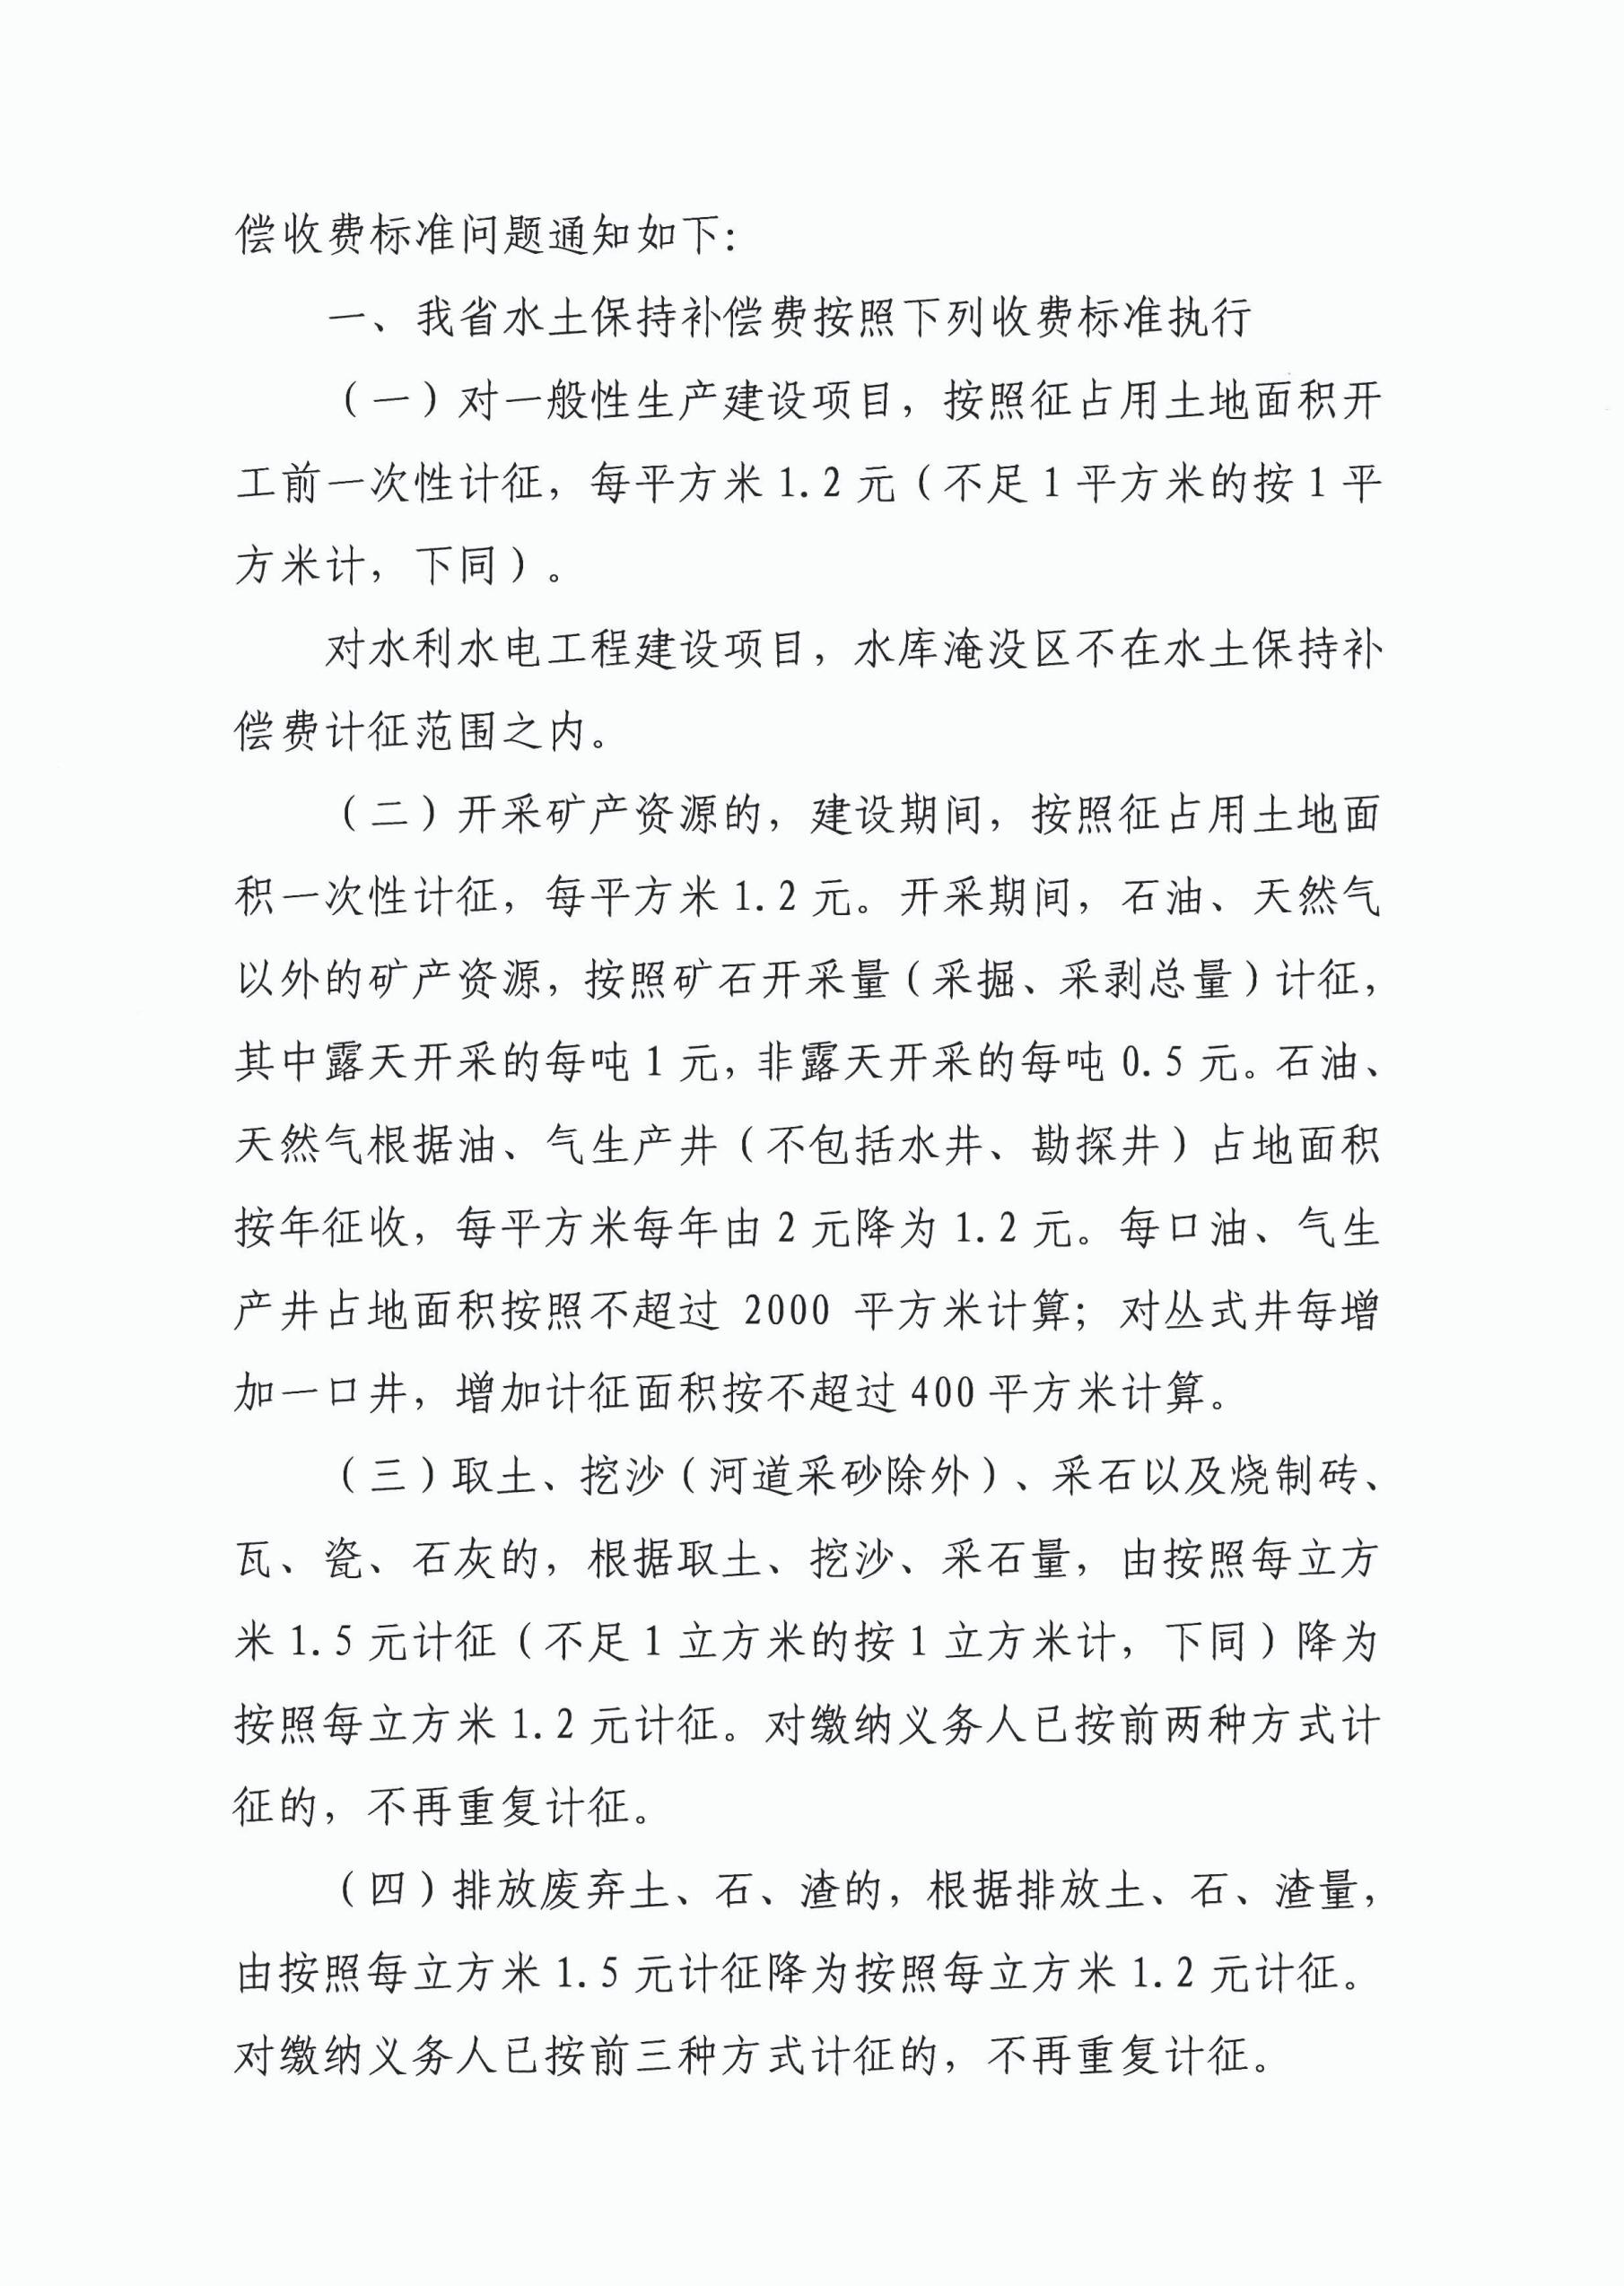 偿收费标准问题通知如下：
一、我省水土保持补偿费按照下列收费标准执行
（一）对一般性生产建设项目，按照征占用土地面积开
工前一次性计征，每平方米1.2元（不足1平方米的按1平
方米计，下同）。
对水利水电工程建设项目，水库淹没区不在水土保持补
偿费计征范围之内。
（二）开采矿产资源的，建设期间，按照征占用土地面
积一次性计征，每平方米1.2元。开采期间，石油、天然气
以外的矿产资源，按照矿石开采量（采掘、采剥总量）计征，
其中露天开采的每吨1元，非露天开采的每吨0.5元。石油、
天然气根据油、气生产井（不包括水井、勘探井）占地面积
按年征收，每平方米每年由2元降为1.2元。每口油、气生
产井占地面积按照不超过 2000 平方米计算；对丛式井每增
加一口井，增加计征面积按不超过400平方米计算。
（三）取土、挖沙（河道采砂除外）、采石以及烧制砖、
瓦、瓷、石灰的，根据取土、挖沙、采石量，由按照每立方
米1.5元计征（不足1立方米的按1立方米计，下同）降为
按照每立方米1.2元计征。对缴纳义务人已按前两种方式计
征的，不再重复计征。
（四）排放废弃土、石、渣的，根据排放土、石、渣量，
由按照每立方米1.5元计征降为按照每立方米1.2元计征。
对缴纳义务人已按前三种方式计征的，不再重复计征。